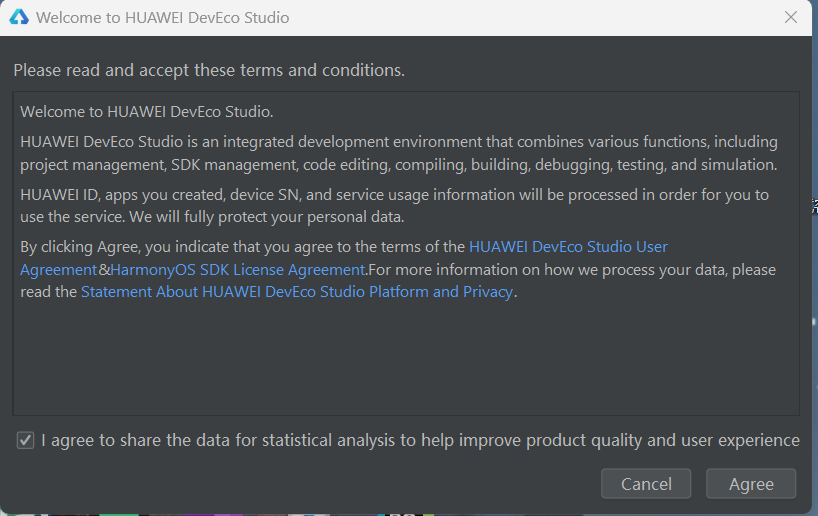 Welcome to HUAWEI DevEco Studio
Please read and accept these terms and conditions.
Welcome to HUAWEI DevEco Studio.
HUAWEI DevEco Studio is an integrated development environment that combines various functions, including
project management, SDK management, code editing, compiling, building, debugging, testing, and simulation.
HUAWEI ID, apps you created, device SN, and service usage information will be processed in order for you to
use the service. We will fully protect your personal data.
By clicking Agree, you indicate that you agree to the terms of the HUAWEI DevEco Studio User
Agreement&HarmonyOS SDK License Agreement.For more information on how we process your data, please
read the Statement About HUAWEI DevEco Studio Platform and Privacy.
I agree to share the data for statistical analysis to help improve product quality and user experience
Cancel Agree